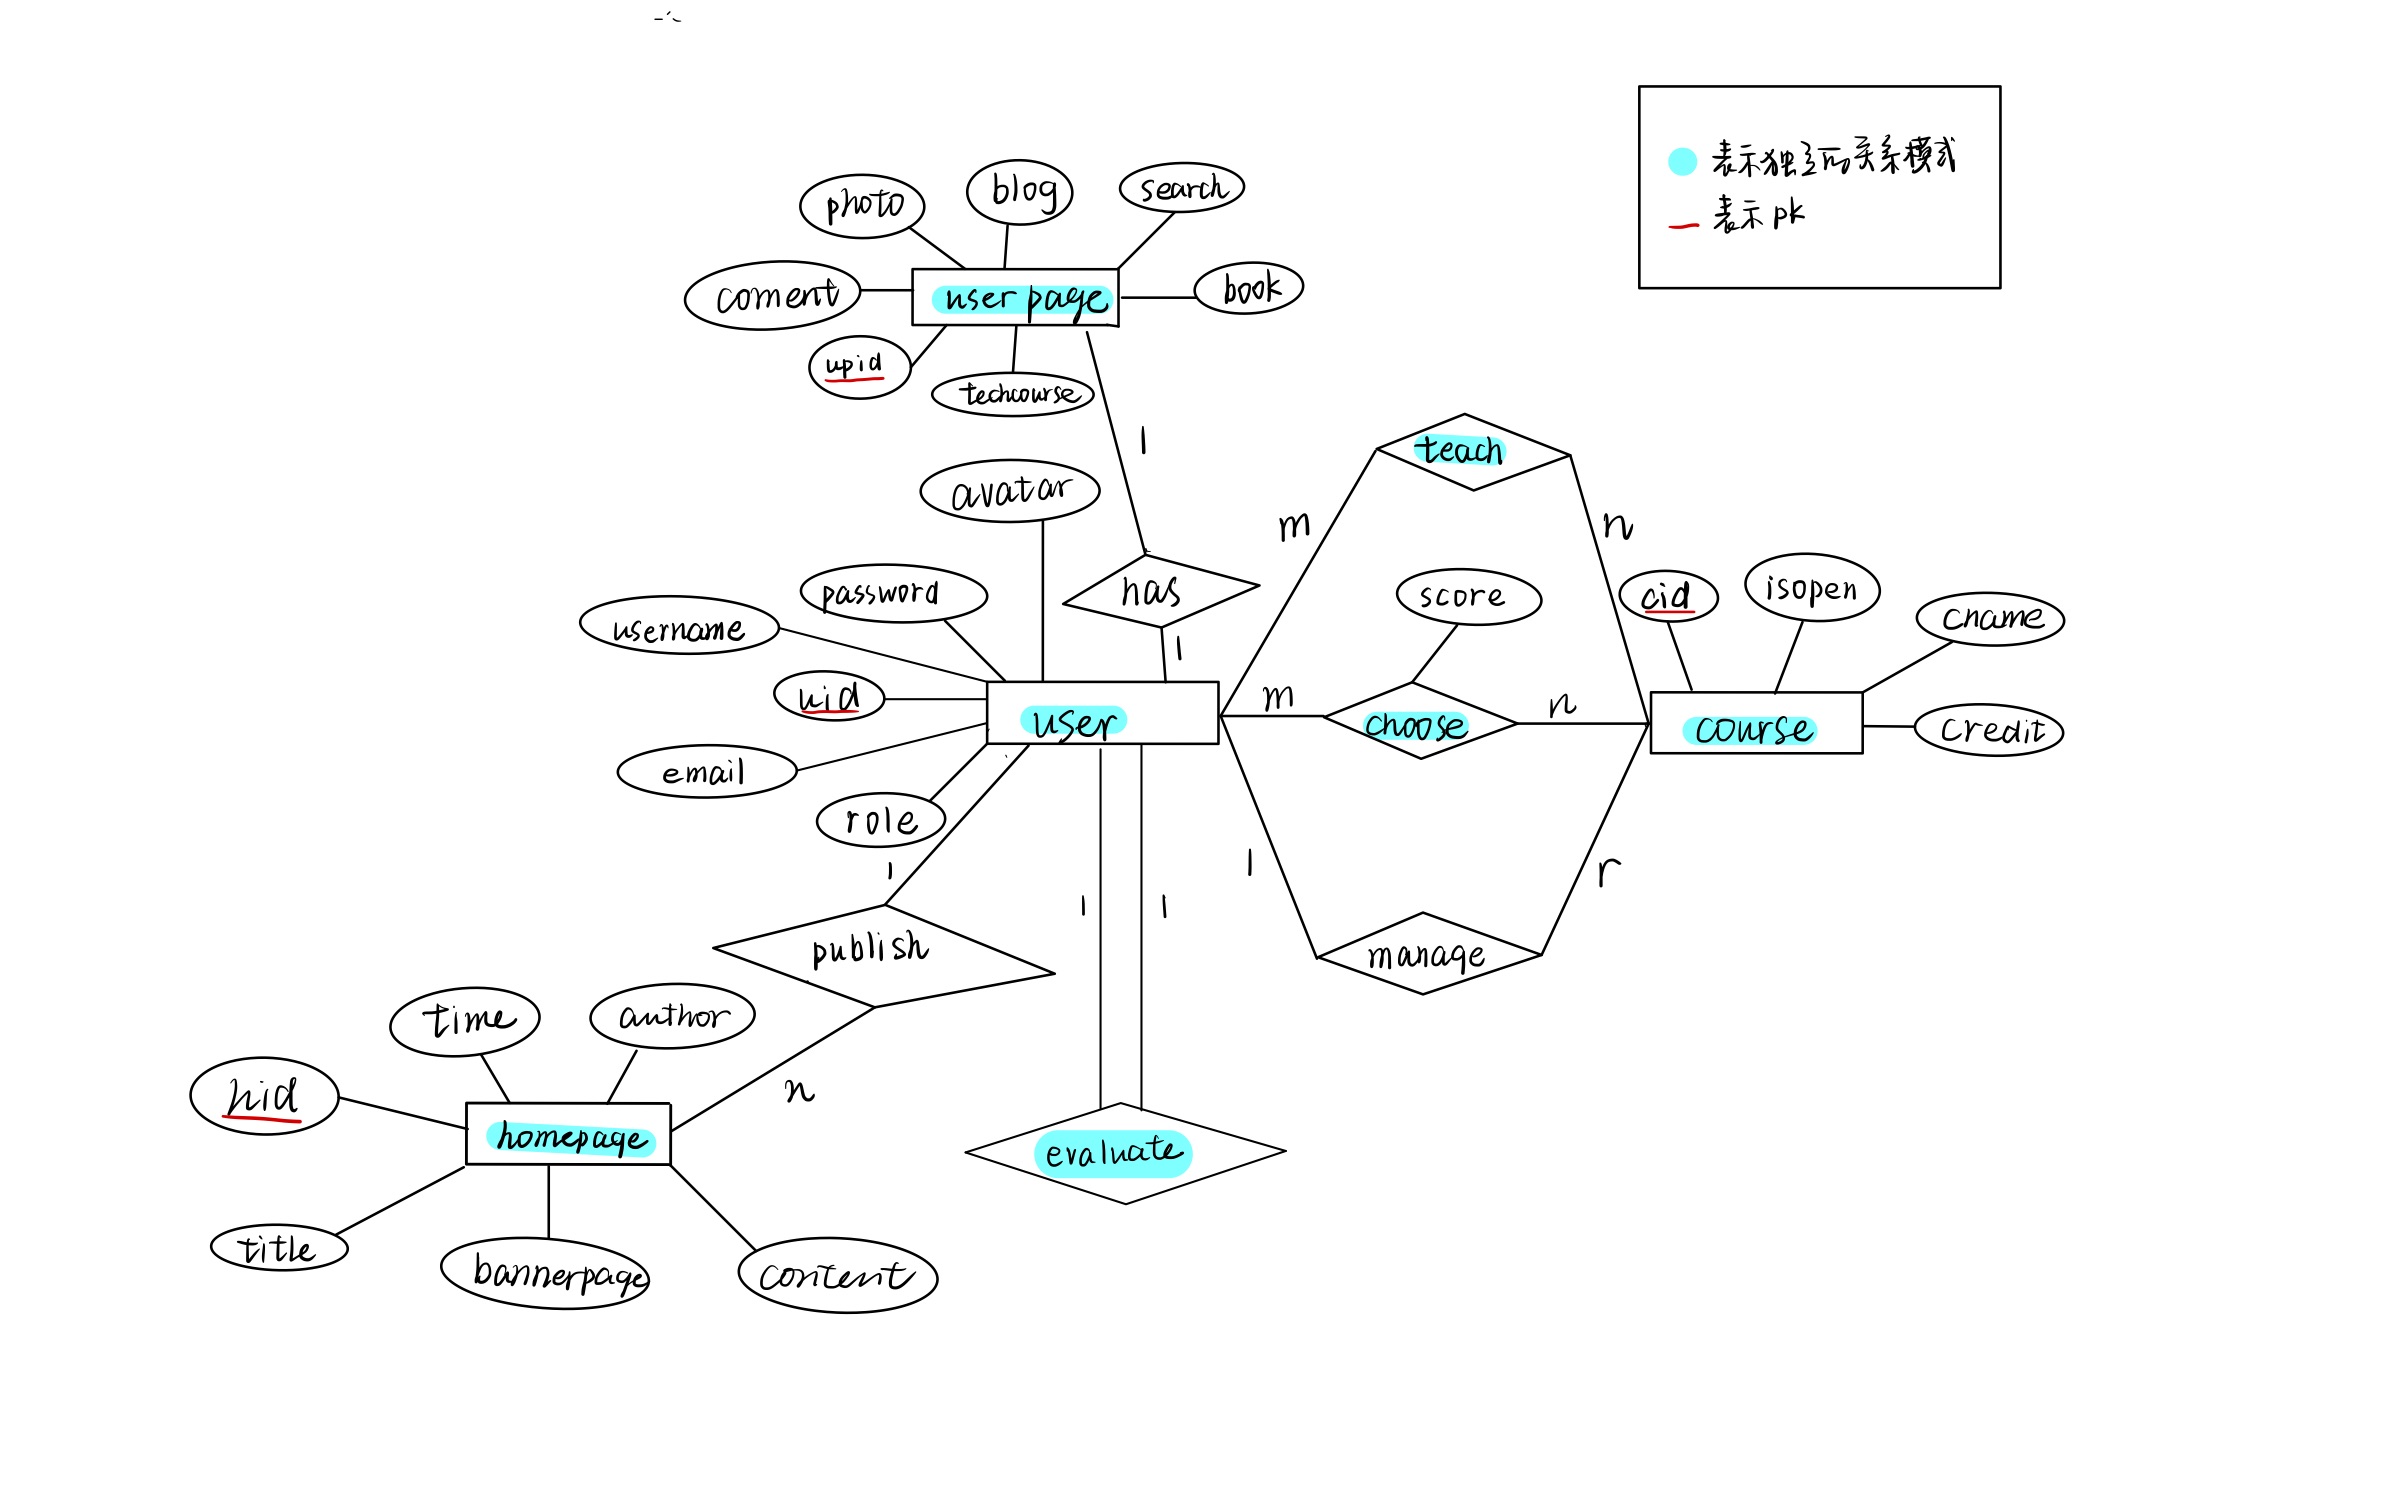 表示独立的关系模式
表示pk
photo
blog
search
coment
user page
book
upid
techcourse
1
teach
avatar
m
n
has
password
score
cid
isopen
username
cname
1
uid
m
n
user
choose
course
credit
email
role
1
1
r
1
1
publish
manage
time
author
n
hid
homepage
evaluate
title
bannerpage
content